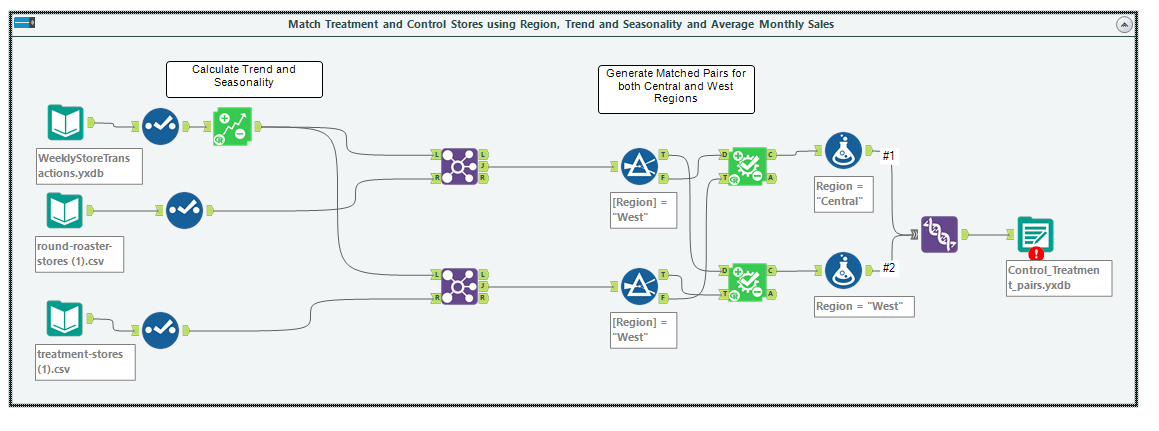 Match Treatment and Control Stores using Region, Trend and Seasonality and Average Monthly Sales
Calculate Trend and
Seasonality
Generate Matched Pairs for
both Central and West
Regions
WeeklyStoreTrans
actions.yxdb
L
R
L
J
R
[Region] =
"West"
T
F
D
T
C
A
Region =
"Central"
#1
round-roaster-
stores (1).csv
L
R
L
J
R
[Region] =
"West"
T
F
D
T
C
A
Region = "West"
#2
Control_Treatmen
t_pairs.yxdb
treatment-stores
(1).csv